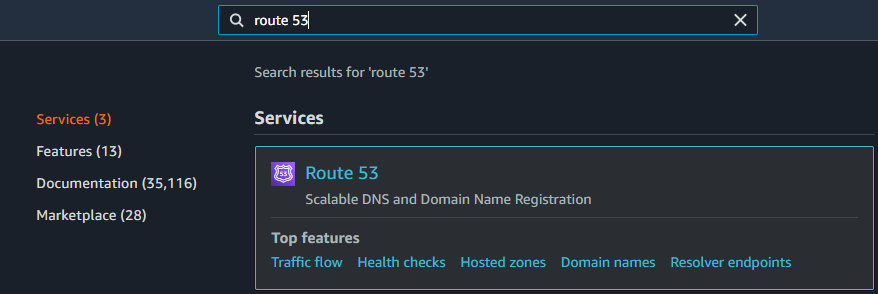 route 53
Search results for 'route 53'
Services (3)
Features (13)
Documentation (35,116)
Marketplace (28)
Services
53
Route 53
Scalable DNS and Domain Name Registration
Top features
Traffic flow Health checks Hosted zones Domain names Resolver endpoints